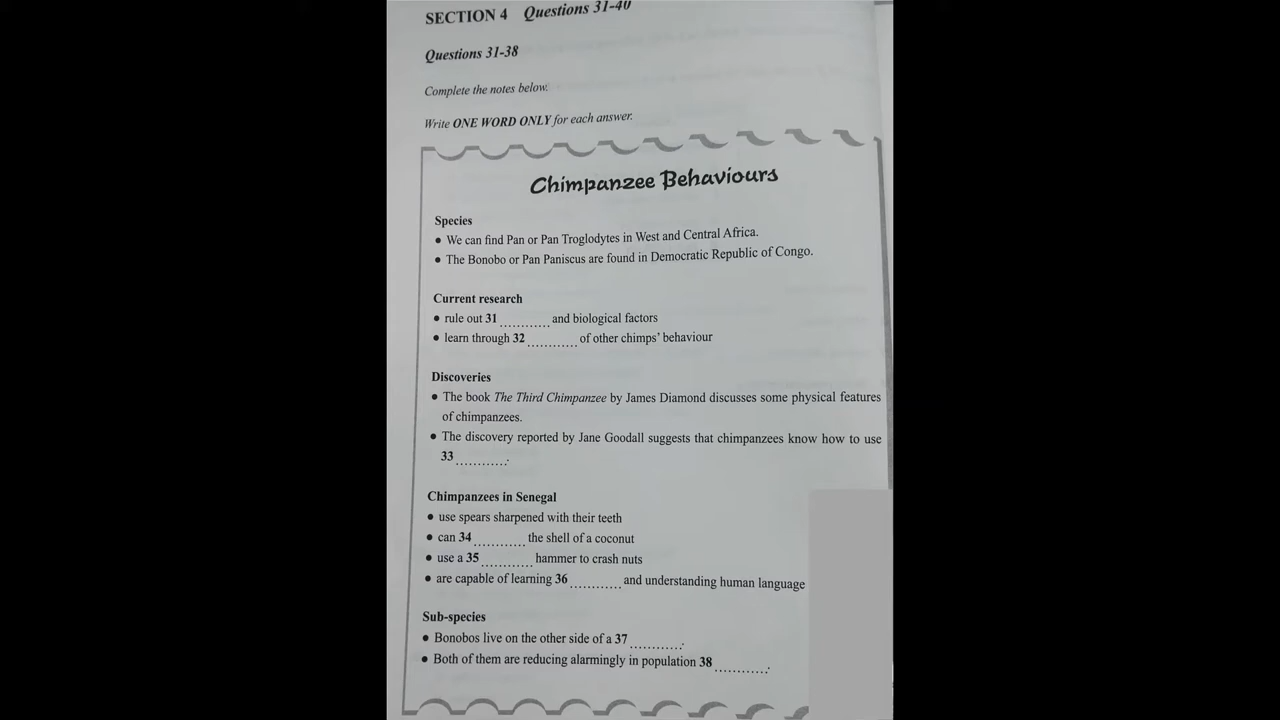 SECTION 4 Questions 31-40
Questions 31-38
Complete the notes below.
Write ONE WORD ONLY for each answer.
Chimpanzee Behaviours
Species
• We can find Pan or Pan Troglodytes in West and Central Africa.
• The Bonobo or Pan Paniscus are found in Democratic Republic of Congo.
Current research
• rule out 31 ............ and biological factors
• learn through 32 ............ of other chimps' behaviour
Discoveries
• The book The Third Chimpanzee by James Diamond discusses some physical features
of chimpanzees.
• The discovery reported by Jane Goodall suggests that chimpanzees know how to use
33 .............
Chimpanzees in Senegal
• use spears sharpened with their teeth
• can 34 ............ the shell of a coconut
• use a 35 ............ hammer to crash nuts
• are capable of learning 36 ............ and understanding human language
Sub-species
• Bonobos live on the other side of a 37 .............
• Both of them are reducing alarmingly in population 38 .............